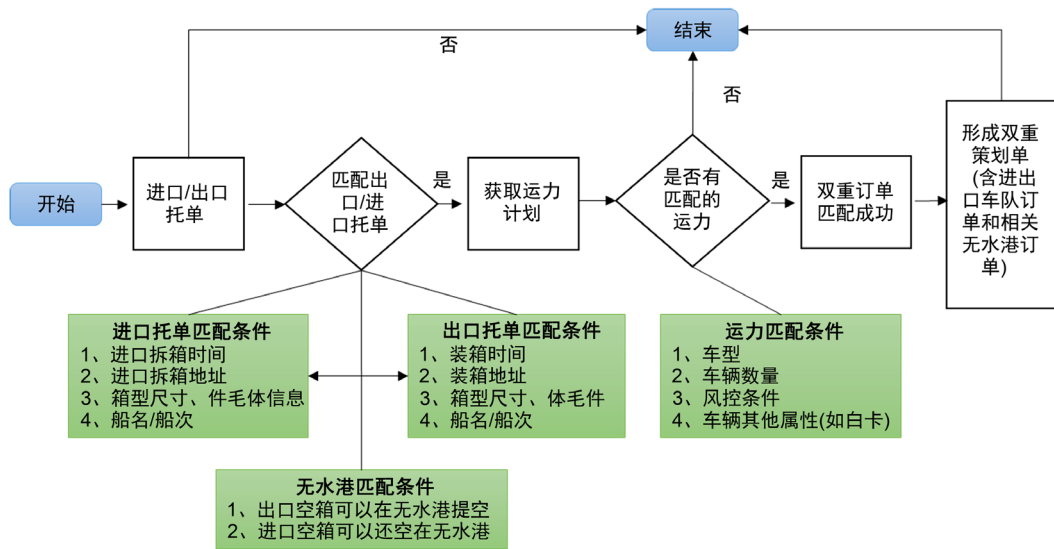 结束
否
否
开始
进口/出口
托单
匹配出
口/进
口托单
是
获取运力
计划
是否有
匹配的
运力
是
双重订单
匹配成功
形成双重
策划单
(含进出
口车队订
单和相关
无水港订
单)
进口托单匹配条件
1、进口拆箱时间
2、进口拆箱地址
3、箱型尺寸、件毛体信息
4、船名/船次
出口托单匹配条件
1、装箱时间
2、装箱地址
3、箱型尺寸、体毛件
4、船名/船次
运力匹配条件
1、车型
2、车辆数量
3、风控条件
4、车辆其他属性(如白卡)
无水港匹配条件
1、出口空箱可以在无水港提空
2、进口空箱可以还空在无水港